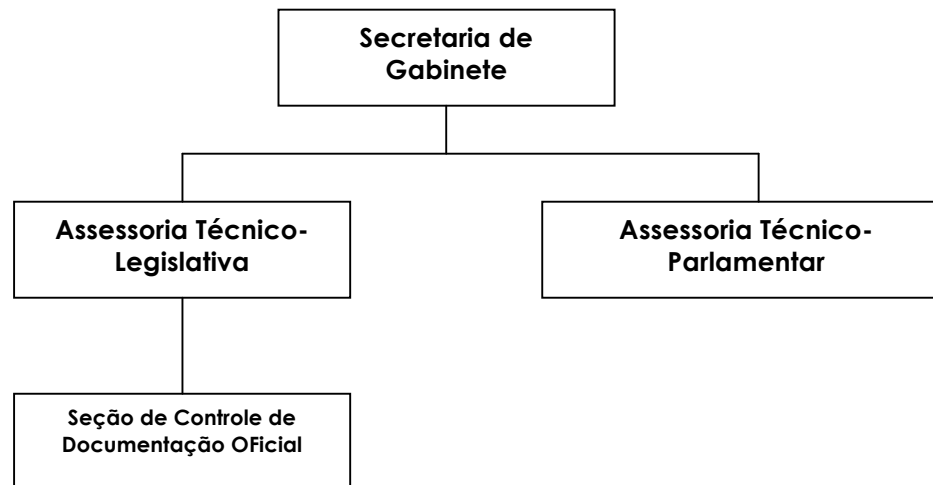 Secretaria de
Gabinete
Assessoria Técnico-
Legislativa
Assessoria Técnico-
Parlamentar
Seção de Controle de
Documentação OFicial